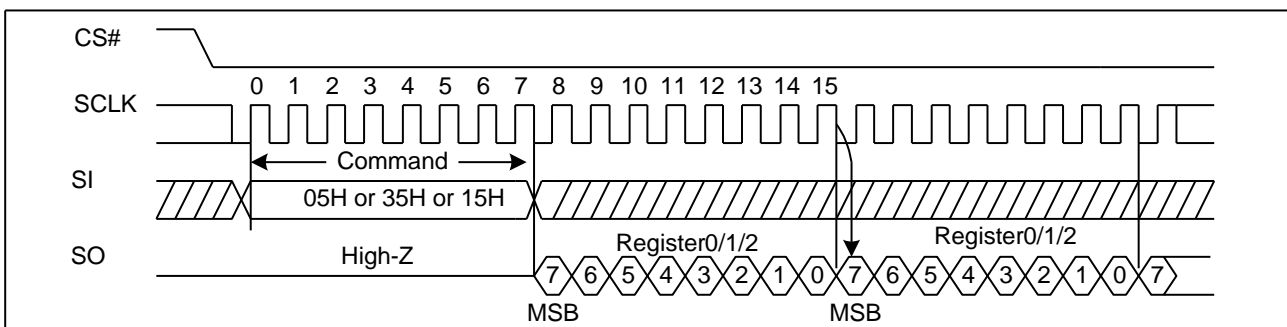 CS#
0 1 2 3 4 5 6 7 8 9 10 11 12 13 14 15
SCLK
Command
SI
05H or 35H or 15H
Register0/1/2 Register0/1/2
SO
High-Z
7 6 5 4 3 2 1 0 7 6 5 4 3 2 1 0 7
MSB MSB